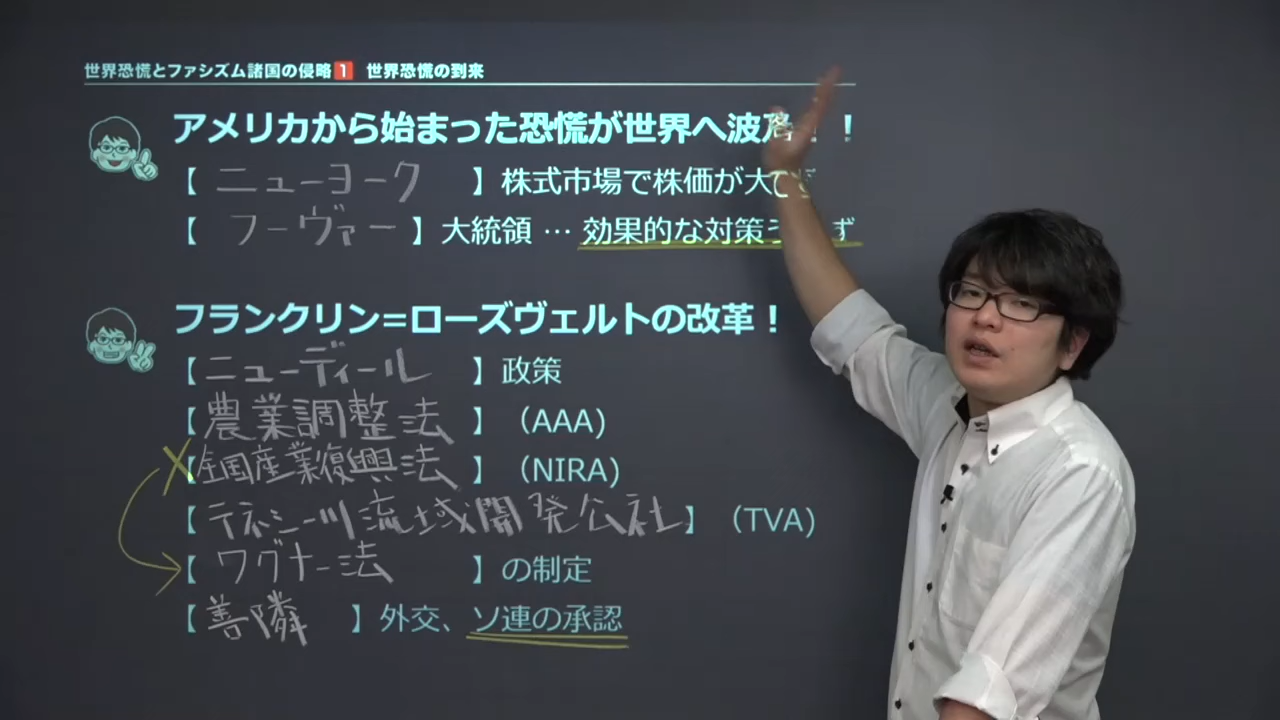 世界恐慌とファシズム諸国の侵略1 世界恐慌の到来
アメリカから始まった恐慌が世界へ波及！！
【 ニューヨーク 】株式市場で株価が大
【 フーヴァー 】大統領 … 効果的な対策 ず
フランクリン=ローズヴェルトの改革！
【 ニューディール 】政策
【 農業調整法 】（AAA）
【 全国産業復興法 】（NIRA）
【 テネシー川流域開発公社】（TVA）
【 ワグナー法 】の制定
【 善隣 】外交、ソ連の承認